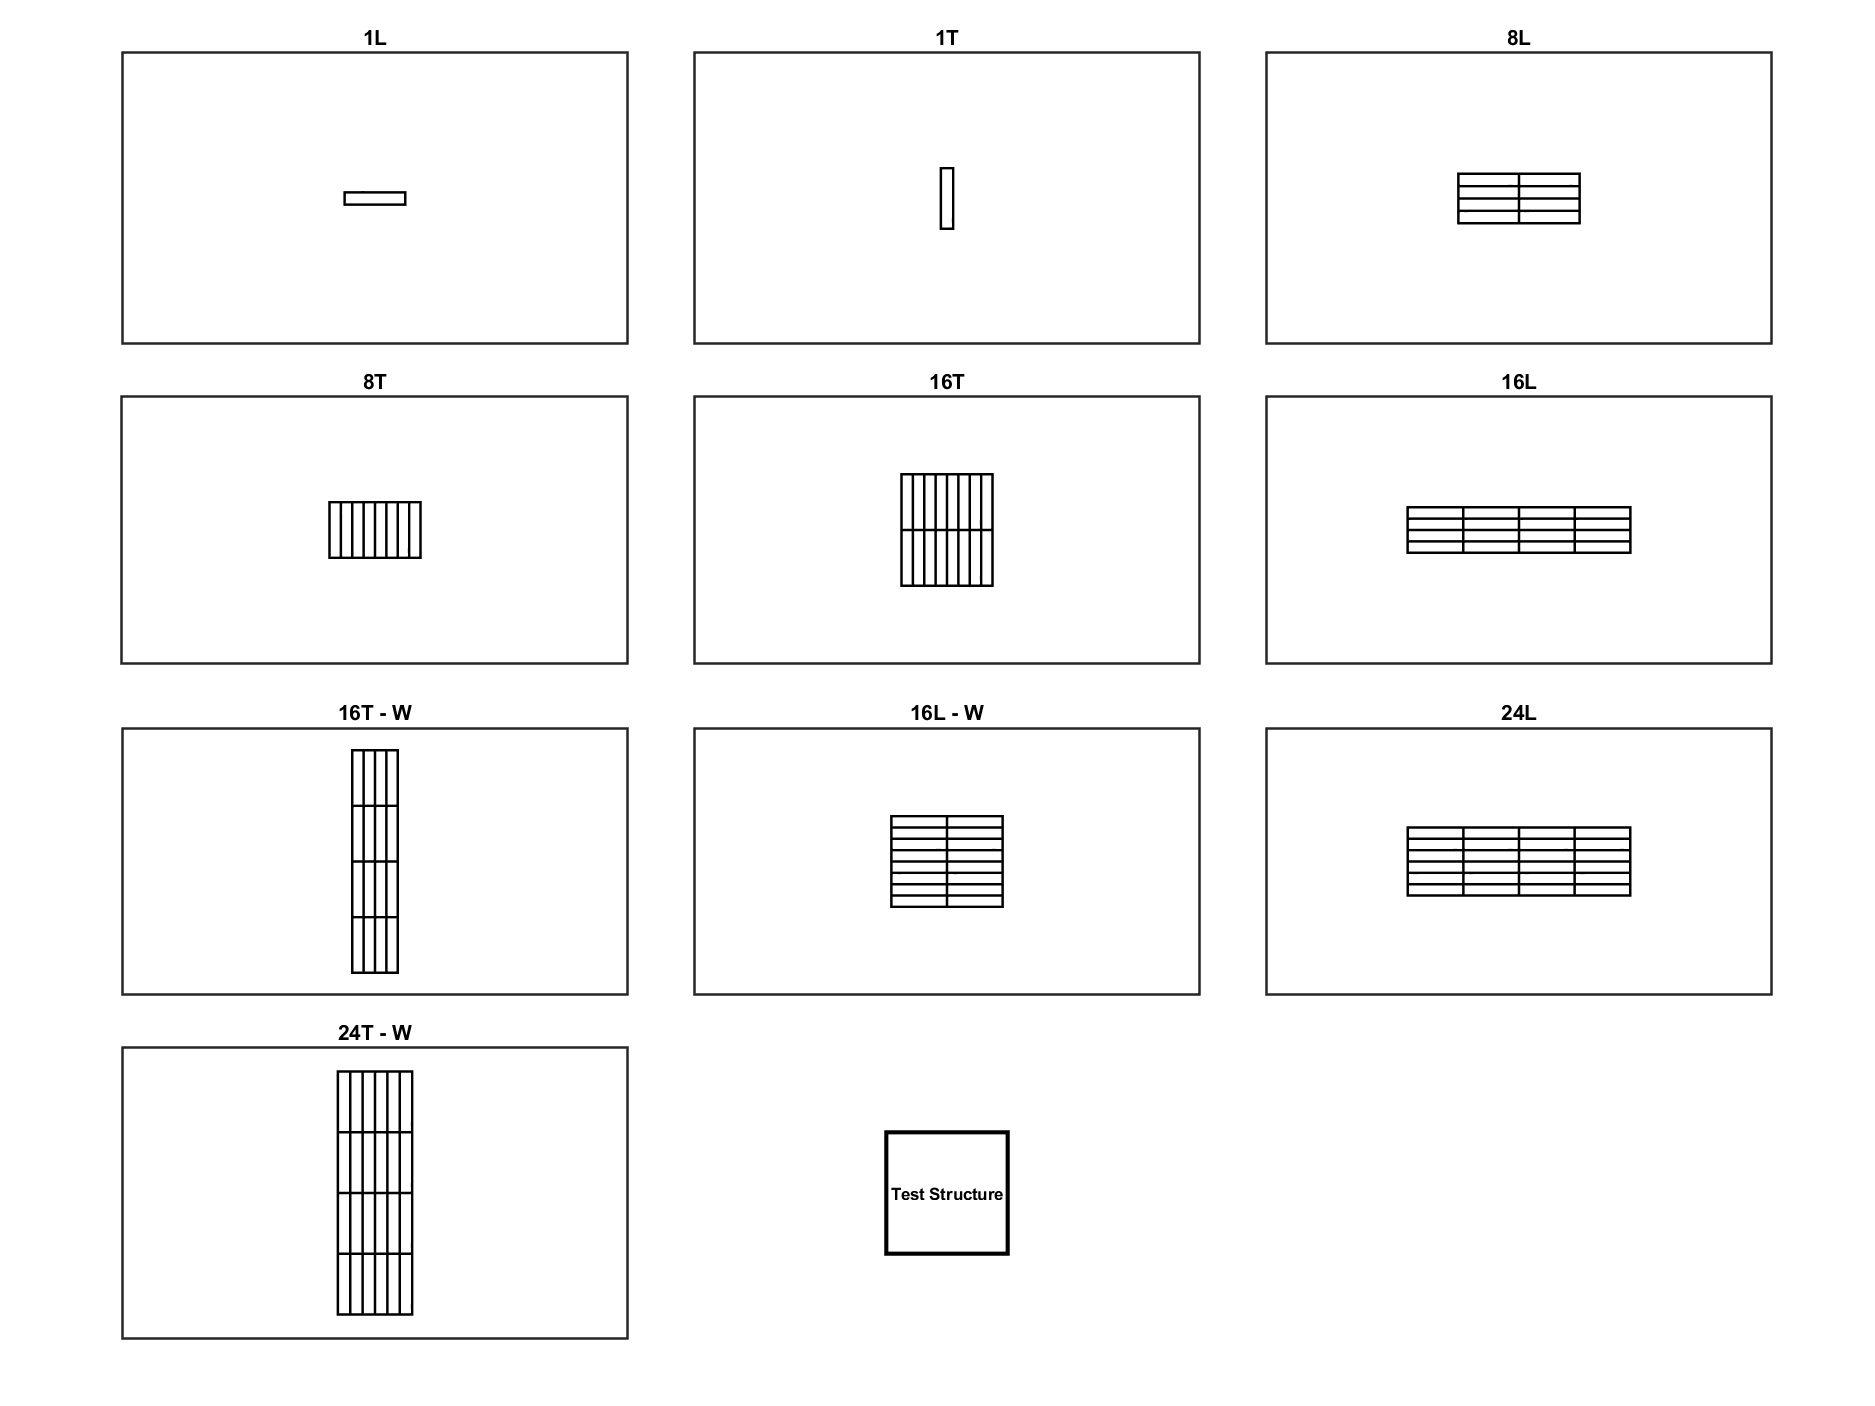 1L
1T
8L
8T
16T
16L
16T - W
16L - W
24L
24T - W
Test Structure